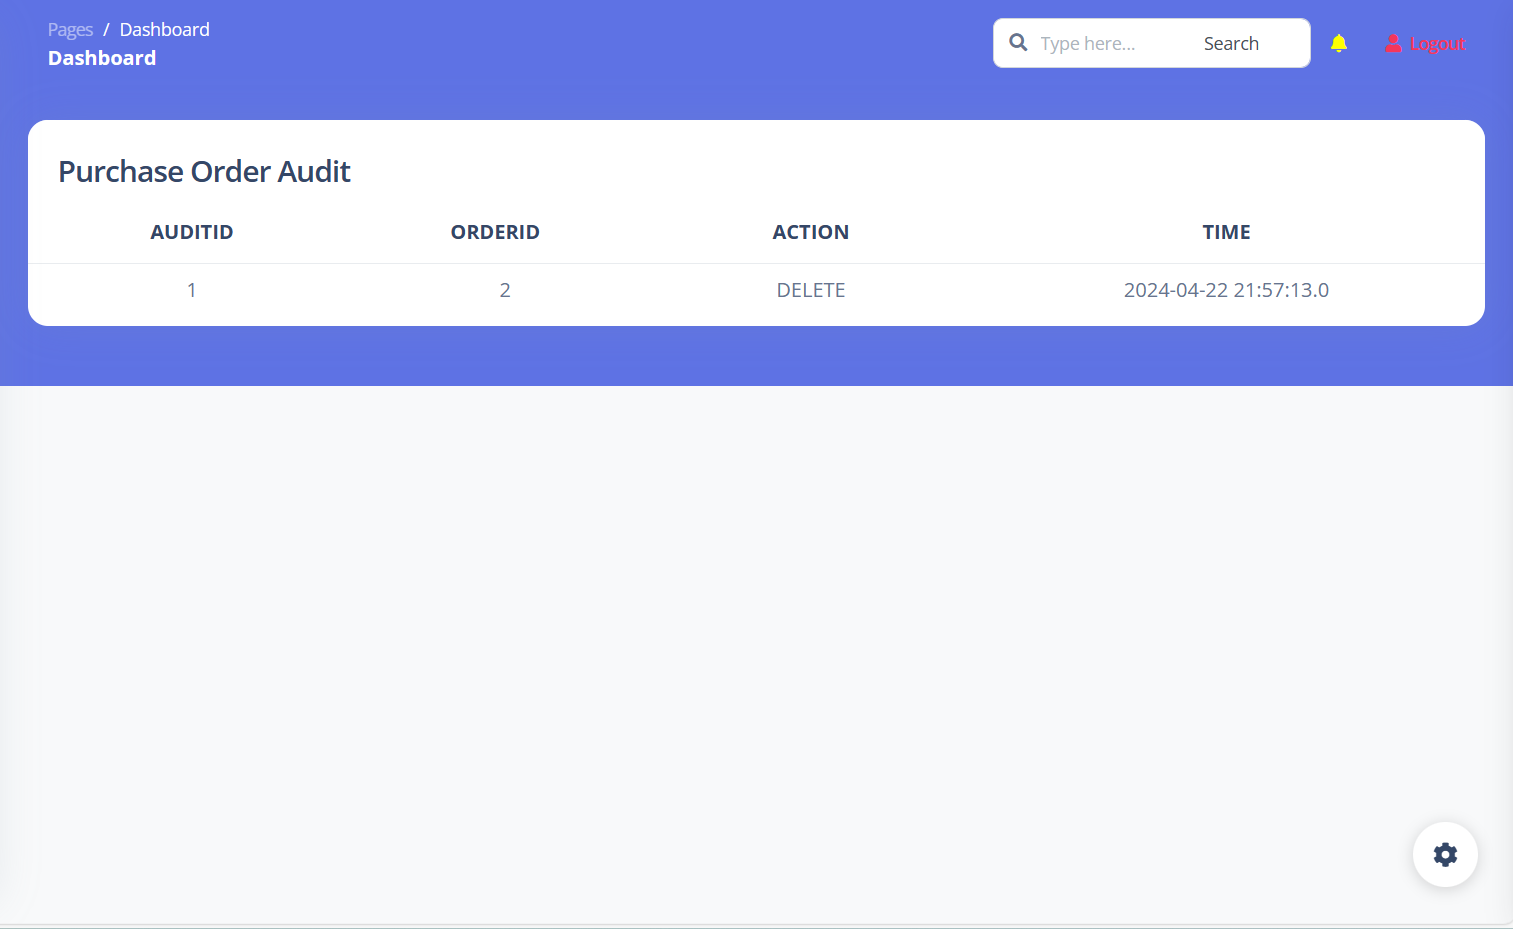 Pages / Dashboard
Dashboard
Type here... Search
Logout
Purchase Order Audit
AUDITID ORDERID ACTION TIME
1 2 DELETE 2024-04-22 21:57:13.0